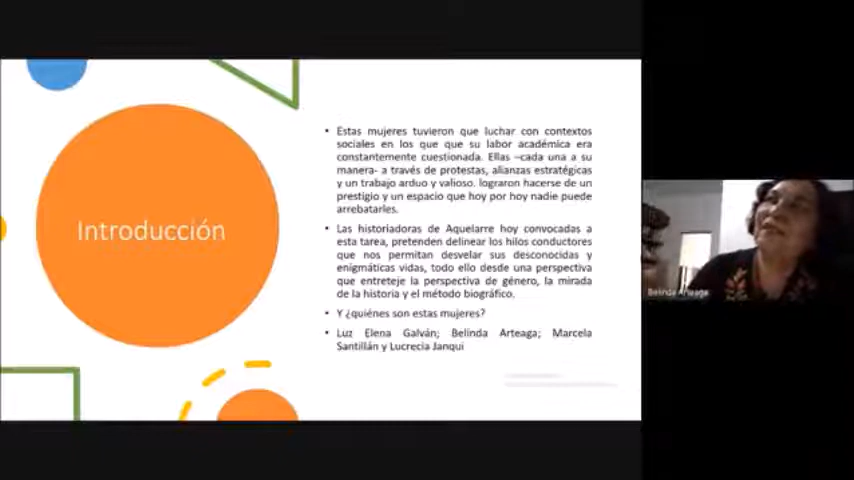 Introducción
• Estas mujeres tuvieron que luchar con contextos
sociales en los que que su labor académica era
constantemente cuestionada. Ellas –cada una a su
manera- a través de protestas, alianzas estratégicas
y un trabajo arduo y valioso. lograron hacerse de un
prestigio y un espacio que hoy por hoy nadie puede
arrebatarles.
• Las historiadoras de Aquelarre hoy convocadas a
esta tarea, pretenden delinear los hilos conductores
que nos permitan desvelar sus desconocidas y
enigmáticas vidas, todo ello desde una perspectiva
que entreteje la perspectiva de género, la mirada
de la historia y el método biográfico.
• Y ¿quiénes son estas mujeres?
• Luz Elena Galván; Belinda Arteaga; Marcela
Santillán y Lucrecia Janqui
Belinda Arteaga